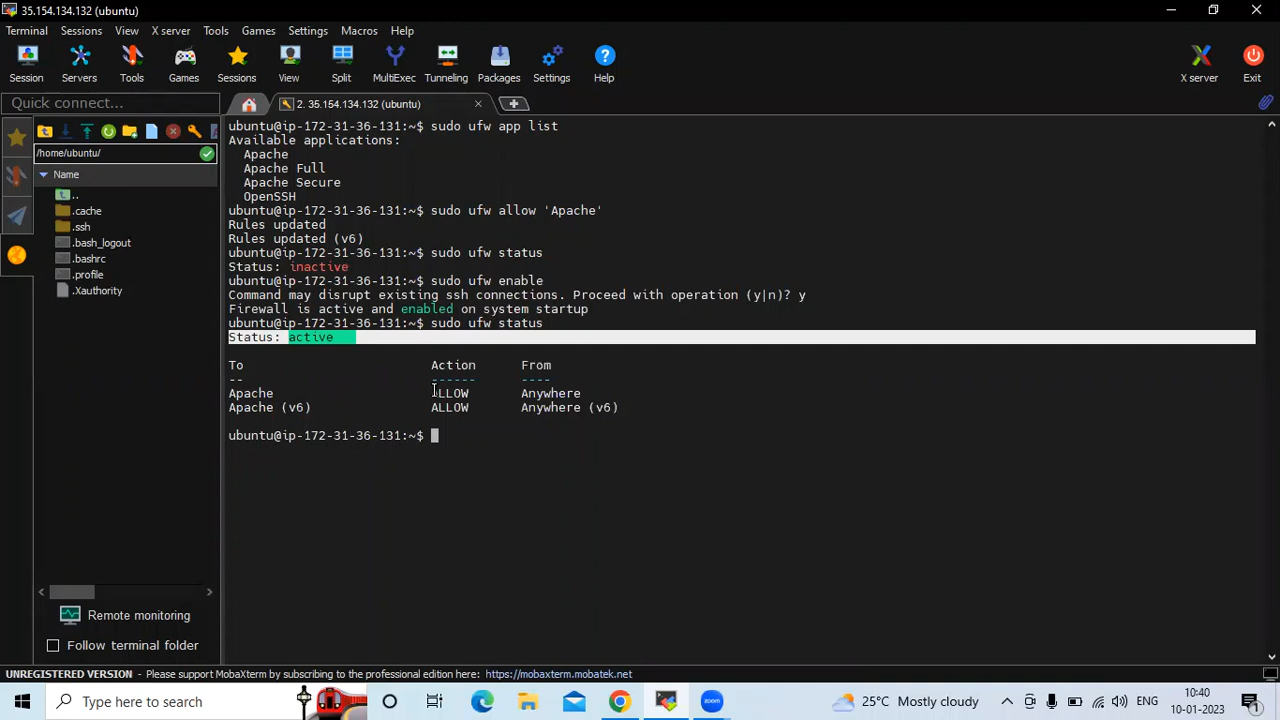 35.154.134.132 (ubuntu)
Terminal Sessions View X server Tools Games Settings Macros Help
Session Servers Tools Games Sessions View Split MultiExec Tunneling Packages Settings Help X server Exit
Quick connect...
2. 35.154.134.132 (ubuntu)
/home/ubuntu/
Name
..
.cache
.ssh
.bash_logout
.bashrc
.profile
.Xauthority
Remote monitoring
Follow terminal folder
ubuntu@ip-172-31-36-131:~$ sudo ufw app list
Available applications:
Apache
Apache Full
Apache Secure
OpenSSH
ubuntu@ip-172-31-36-131:~$ sudo ufw allow 'Apache'
Rules updated
Rules updated (v6)
ubuntu@ip-172-31-36-131:~$ sudo ufw status
Status: inactive
ubuntu@ip-172-31-36-131:~$ sudo ufw enable
Command may disrupt existing ssh connections. Proceed with operation (y|n)? y
Firewall is active and enabled on system startup
ubuntu@ip-172-31-36-131:~$ sudo ufw status
Status: active
To Action From
-- ------ ----
Apache ALLOW Anywhere
Apache (v6) ALLOW Anywhere (v6)
ubuntu@ip-172-31-36-131:~$
UNREGISTERED VERSION - Please support MobaXterm by subscribing to the professional edition here: https://mobaxterm.mobatek.net
Type here to search
25°C Mostly cloudy
ENG
10:40
10-01-2023
1